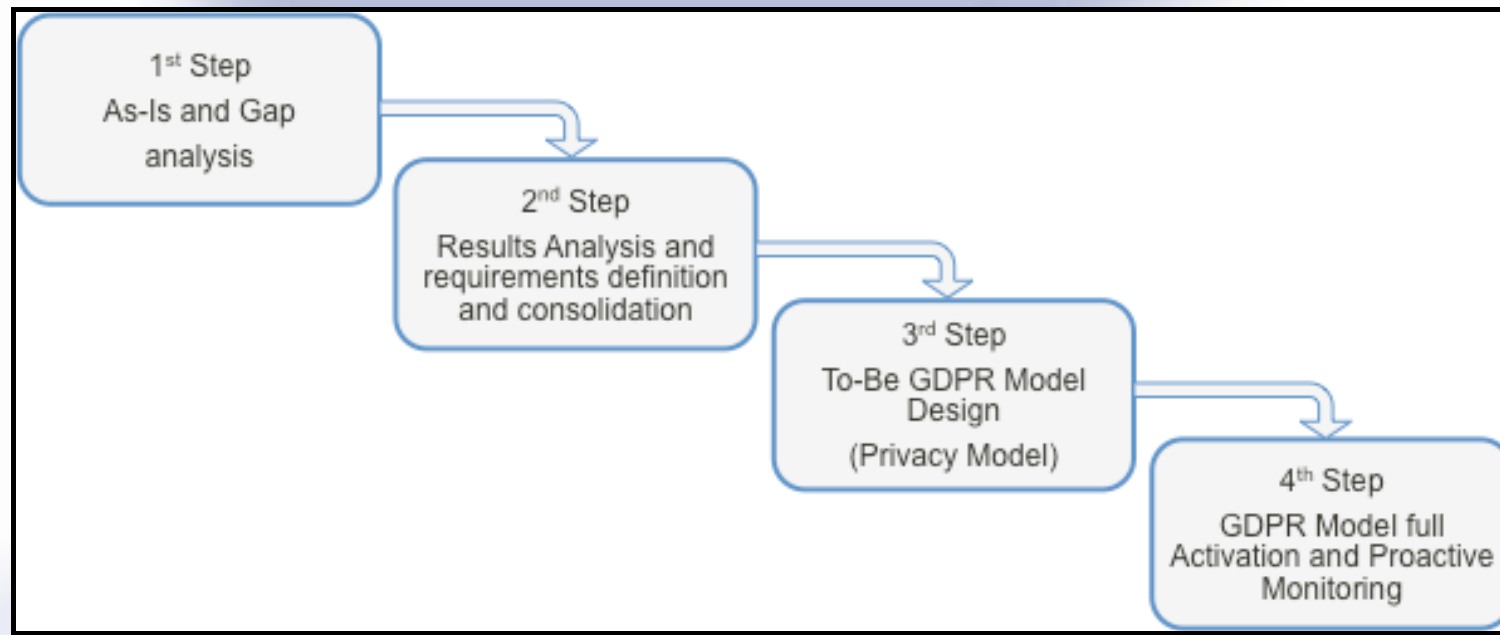 1st Step
As-Is and Gap
analysis
2nd Step
Results Analysis and
requirements definition
and consolidation
3rd Step
To-Be GDPR Model
Design
(Privacy Model)
4th Step
GDPR Model full
Activation and Proactive
Monitoring